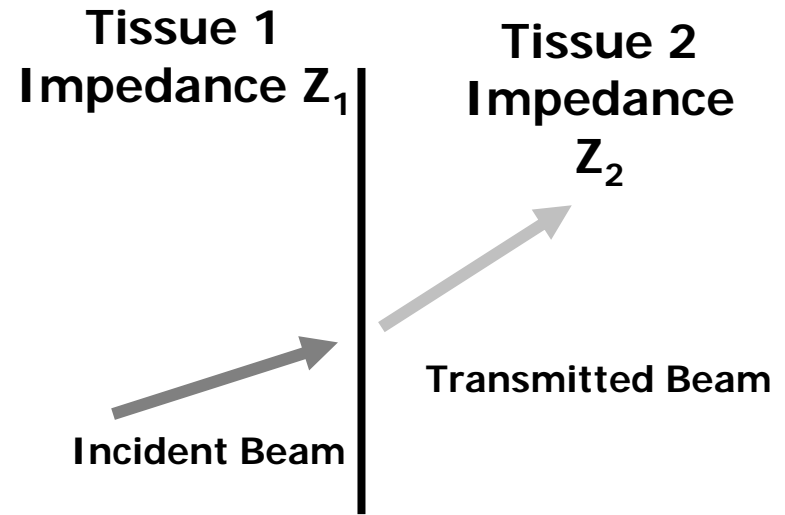 Tissue 1
Impedance Z₁
Tissue 2
Impedance
Z₂
Transmitted Beam
Incident Beam